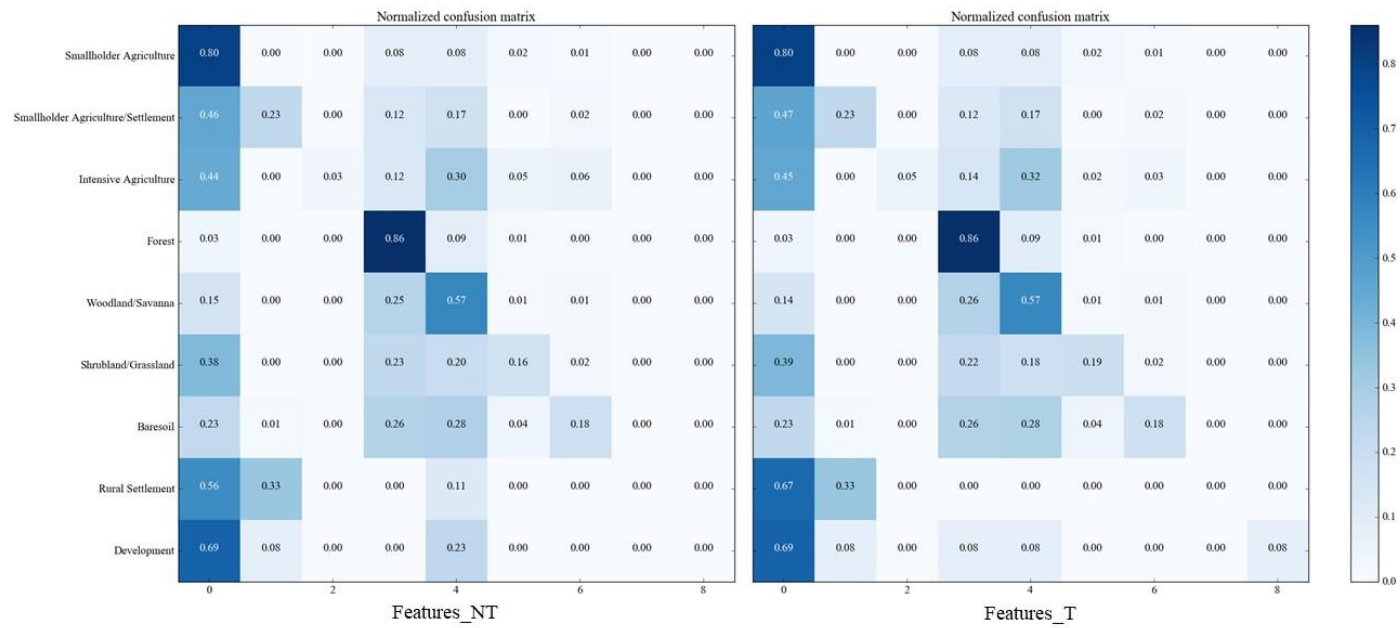 Normalized confusion matrix Normalized confusion matrix
Smallholder Agriculture 0.80 0.00 0.00 0.08 0.08 0.02 0.01 0.00 0.00 0.80 0.00 0.00 0.08 0.08 0.02 0.01 0.00 0.00 0.8
Smallholder Agriculture/Settlement 0.46 0.23 0.00 0.12 0.17 0.00 0.02 0.00 0.00 0.47 0.23 0.00 0.12 0.17 0.00 0.02 0.00 0.00 0.7
Intensive Agriculture 0.44 0.00 0.03 0.12 0.30 0.05 0.06 0.00 0.00 0.45 0.00 0.05 0.14 0.32 0.02 0.03 0.00 0.00 0.6
Forest 0.03 0.00 0.00 0.86 0.09 0.01 0.00 0.00 0.00 0.03 0.00 0.00 0.86 0.09 0.01 0.00 0.00 0.00 0.5
Woodland/Savanna 0.15 0.00 0.00 0.25 0.57 0.01 0.01 0.00 0.00 0.14 0.00 0.00 0.26 0.57 0.01 0.01 0.00 0.00 0.4
Shrubland/Grassland 0.38 0.00 0.00 0.23 0.20 0.16 0.02 0.00 0.00 0.39 0.00 0.00 0.22 0.18 0.19 0.02 0.00 0.00 0.3
Baresoil 0.23 0.01 0.00 0.26 0.28 0.04 0.18 0.00 0.00 0.23 0.01 0.00 0.26 0.28 0.04 0.18 0.00 0.00 0.2
Rural Settlement 0.56 0.33 0.00 0.00 0.11 0.00 0.00 0.00 0.00 0.67 0.33 0.00 0.00 0.00 0.00 0.00 0.00 0.00 0.1
Development 0.69 0.08 0.00 0.00 0.23 0.00 0.00 0.00 0.00 0.69 0.08 0.00 0.08 0.08 0.00 0.00 0.00 0.08 0.0
0 2 4 6 8 0 2 4 6 8
Features_NT Features_T